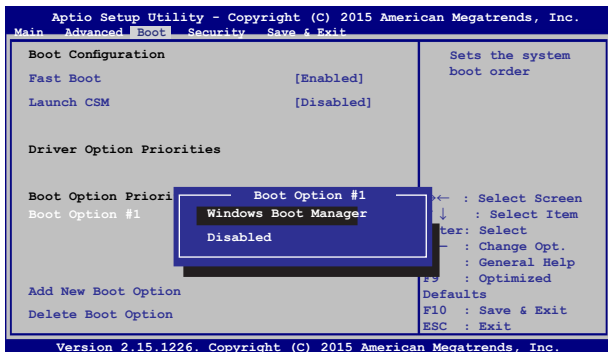 Aptio Setup Utility - Copyright (C) 2015 American Megatrends, Inc.
Main Advanced Boot Security Save & Exit
Boot Configuration
Fast Boot [Enabled]
Launch CSM [Disabled]
Driver Option Priorities
Boot Option Priori
Boot Option #1
Boot Option #1
Windows Boot Manager
Disabled
Add New Boot Option
Delete Boot Option
Sets the system
boot order
→← : Select Screen
↓ : Select Item
ter: Select
— : Change Opt.
: General Help
F9 : Optimized
Defaults
F10 : Save & Exit
ESC : Exit
Version 2.15.1226. Copyright (C) 2015 American Megatrends, Inc.